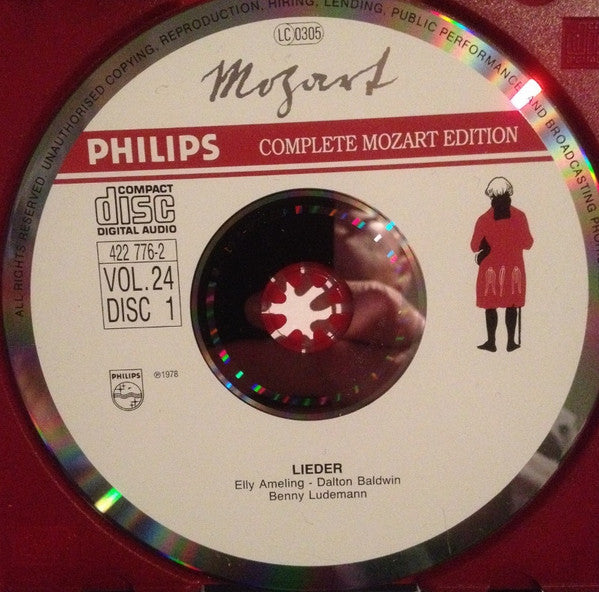 LC 0305
Mozart
PHILIPS COMPLETE MOZART EDITION
COMPACT
disc
DIGITAL AUDIO
422 776-2
VOL. 24
DISC 1
PHILIPS
℗1978
LIEDER
Elly Ameling - Dalton Baldwin
Benny Ludemann
ALL RIGHTS RESERVED. UNAUTHORISED COPYING, REPRODUCTION, HIRING, LENDING, PUBLIC PERFORMANCE AND BROADCASTING